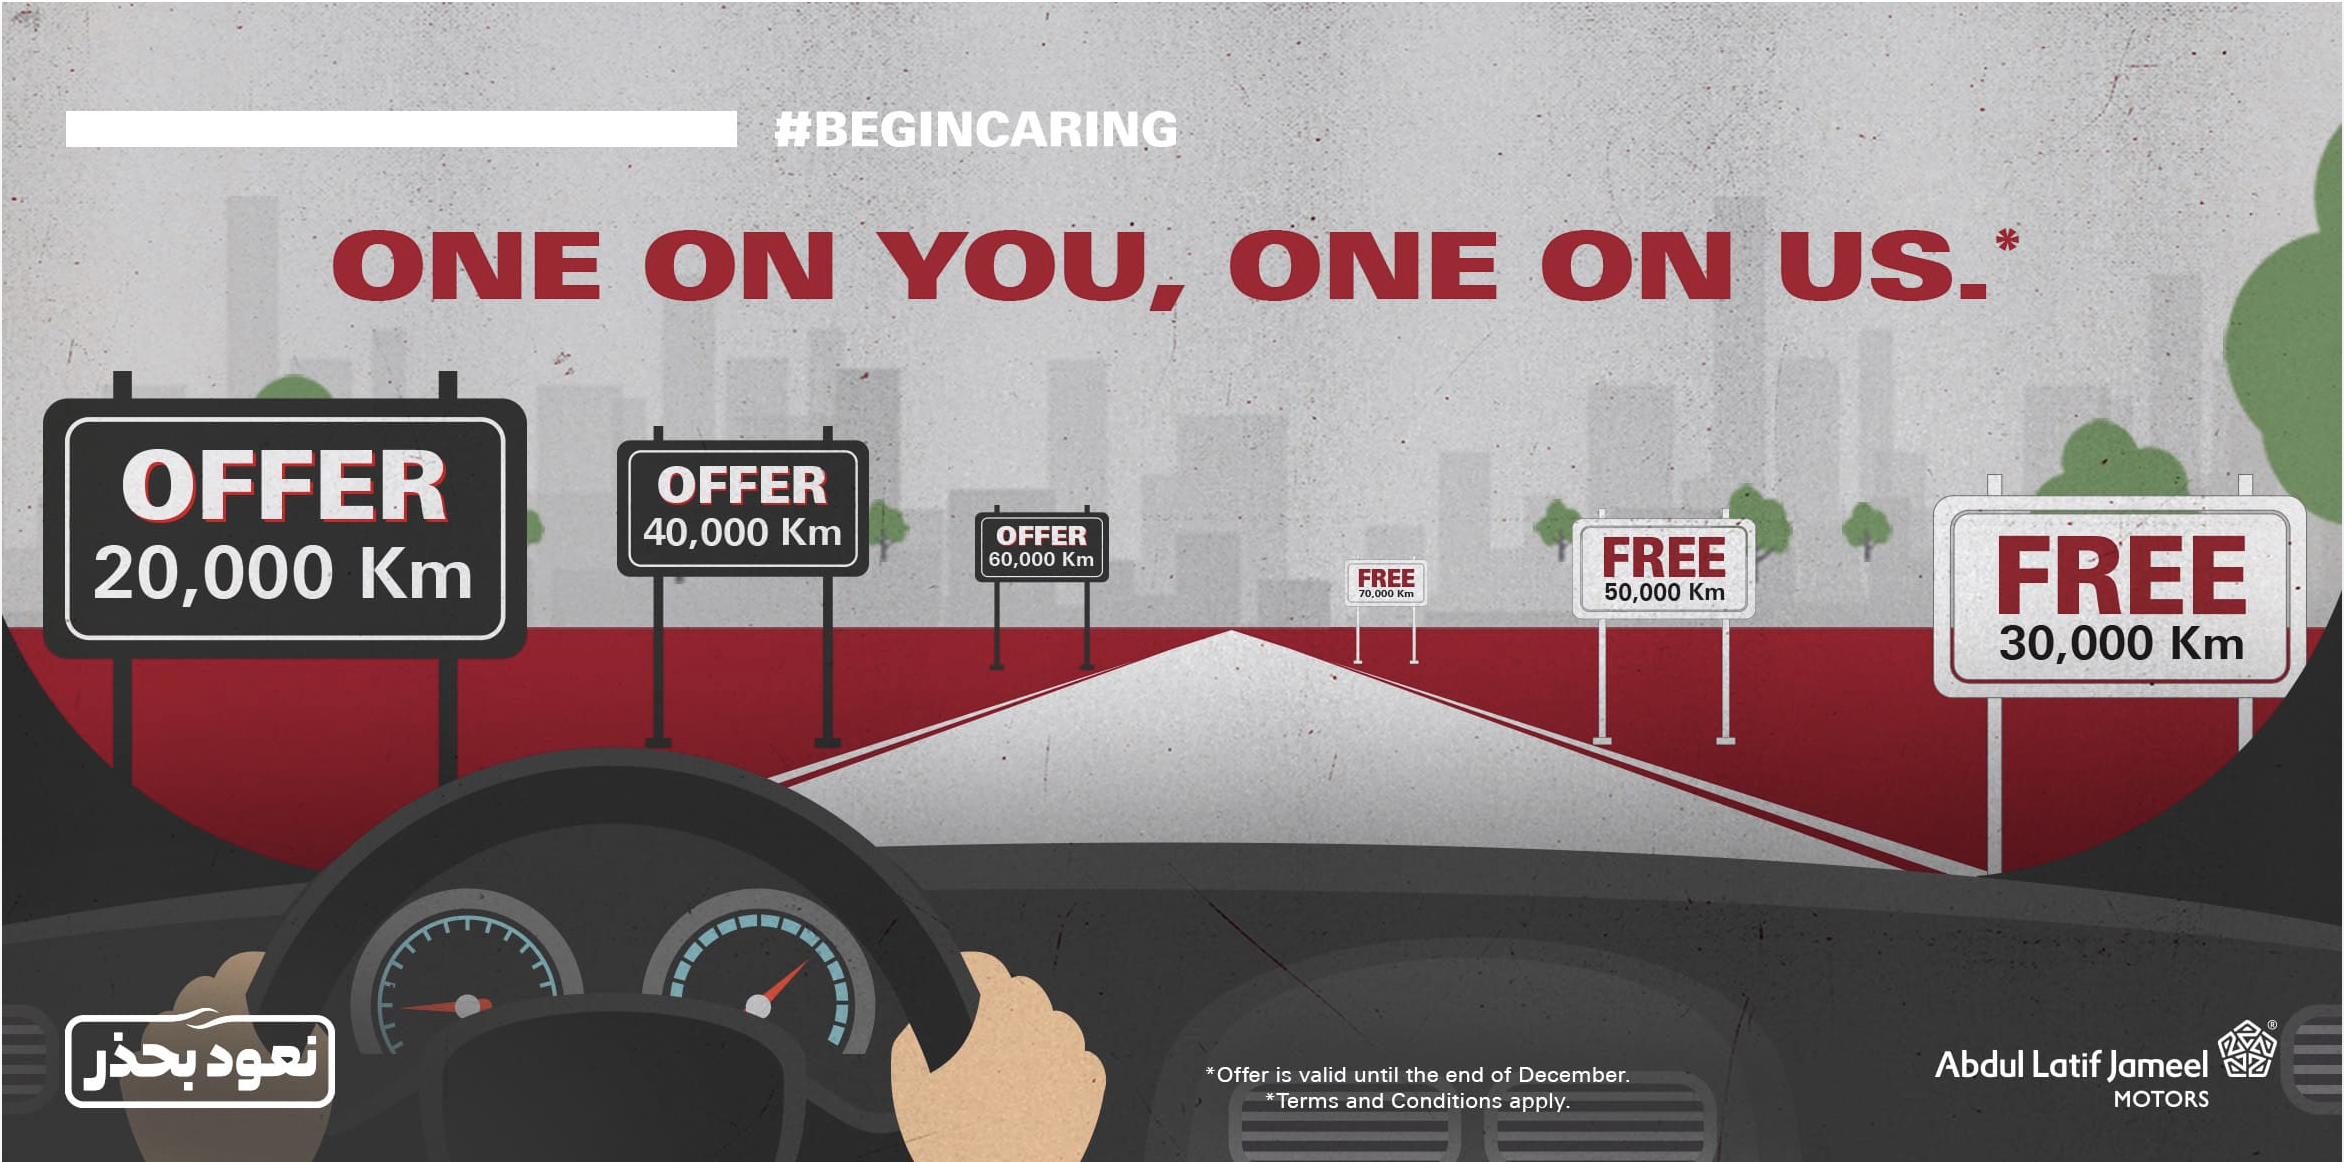 #BEGINCARING
ONE ON YOU, ONE ON US.*
OFFER
20,000 Km
OFFER
40,000 Km
OFFER
60,000 Km
FREE
70,000 Km
FREE
50,000 Km
FREE
30,000 Km
نعود بحذر
*Offer is valid until the end of December.
*Terms and Conditions apply.
Abdul Latif Jameel ®
MOTORS